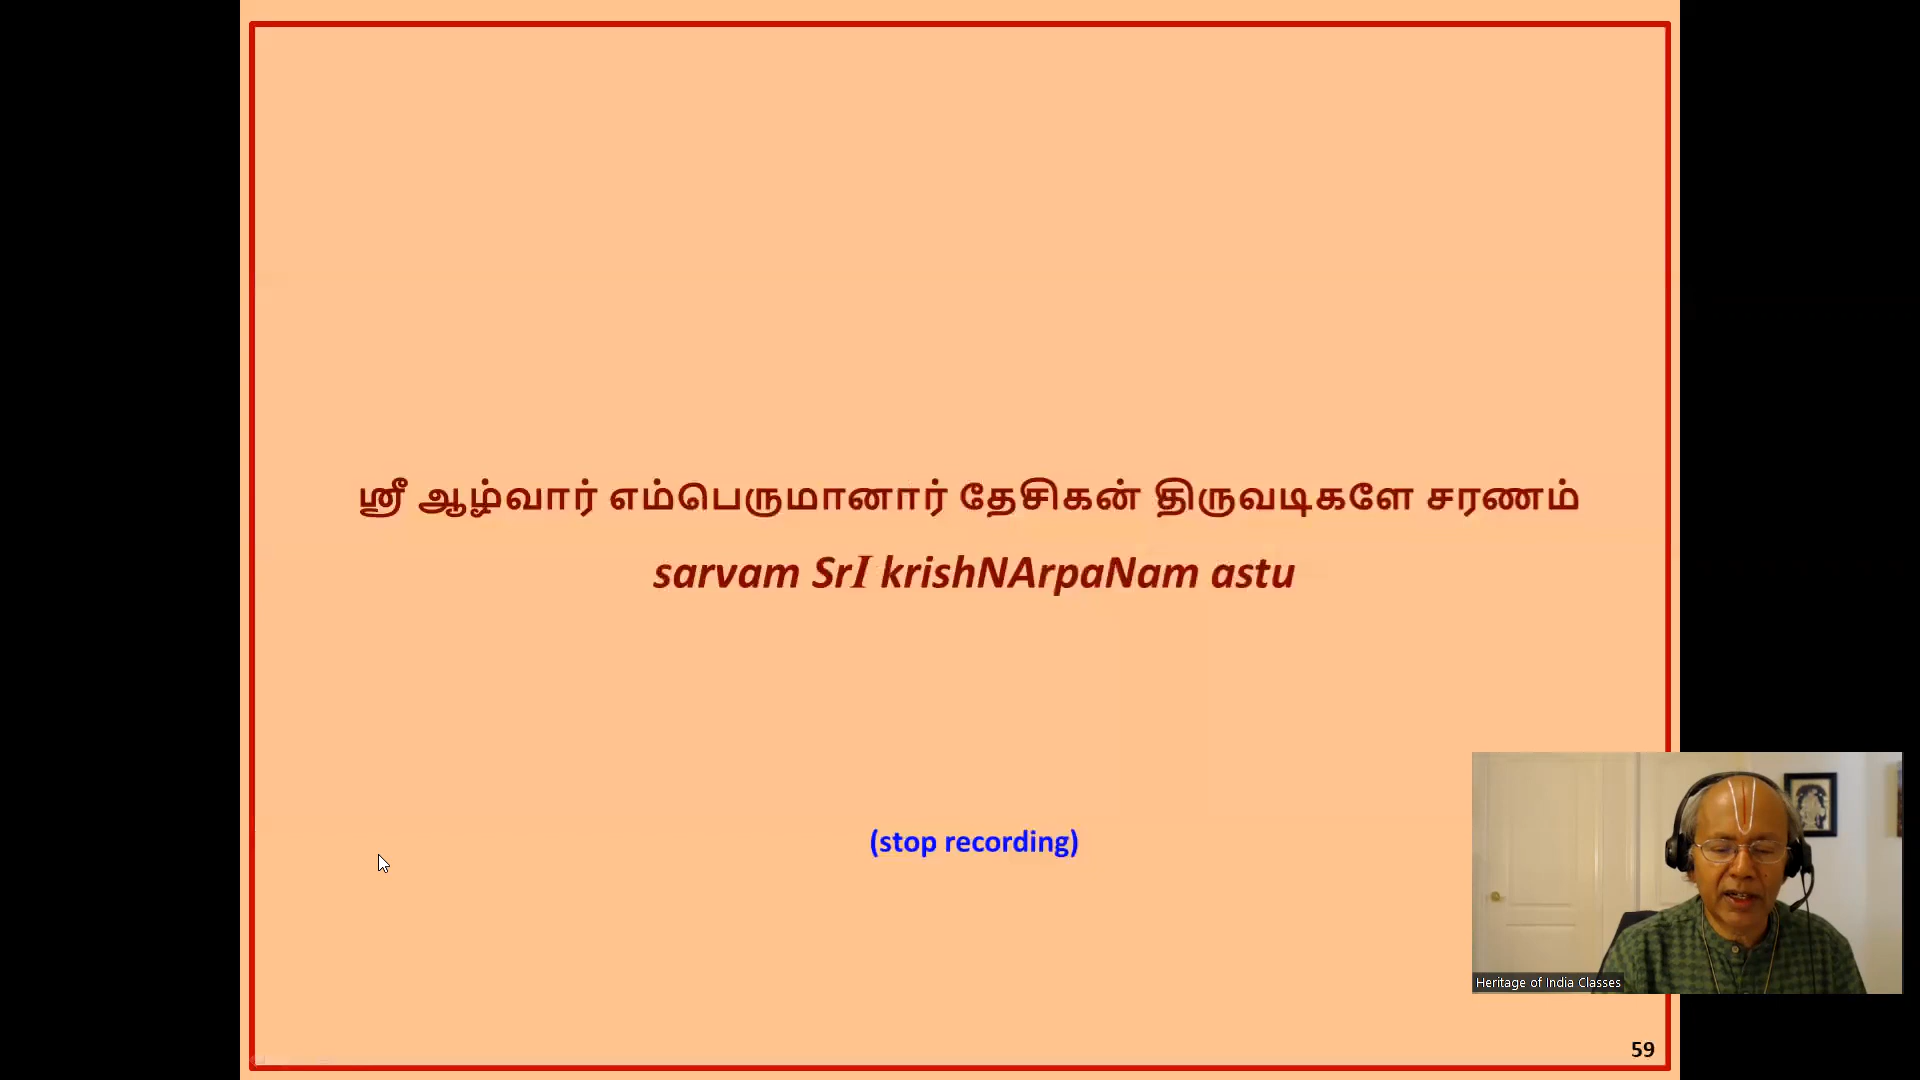 ஸ்ரீ ஆழ்வார் எம்பெருமானார் தேசிகன் திருவடிகளே சரணம்
sarvam SrI krishNArpaNam astu
(stop recording)
Heritage of India Classes
59